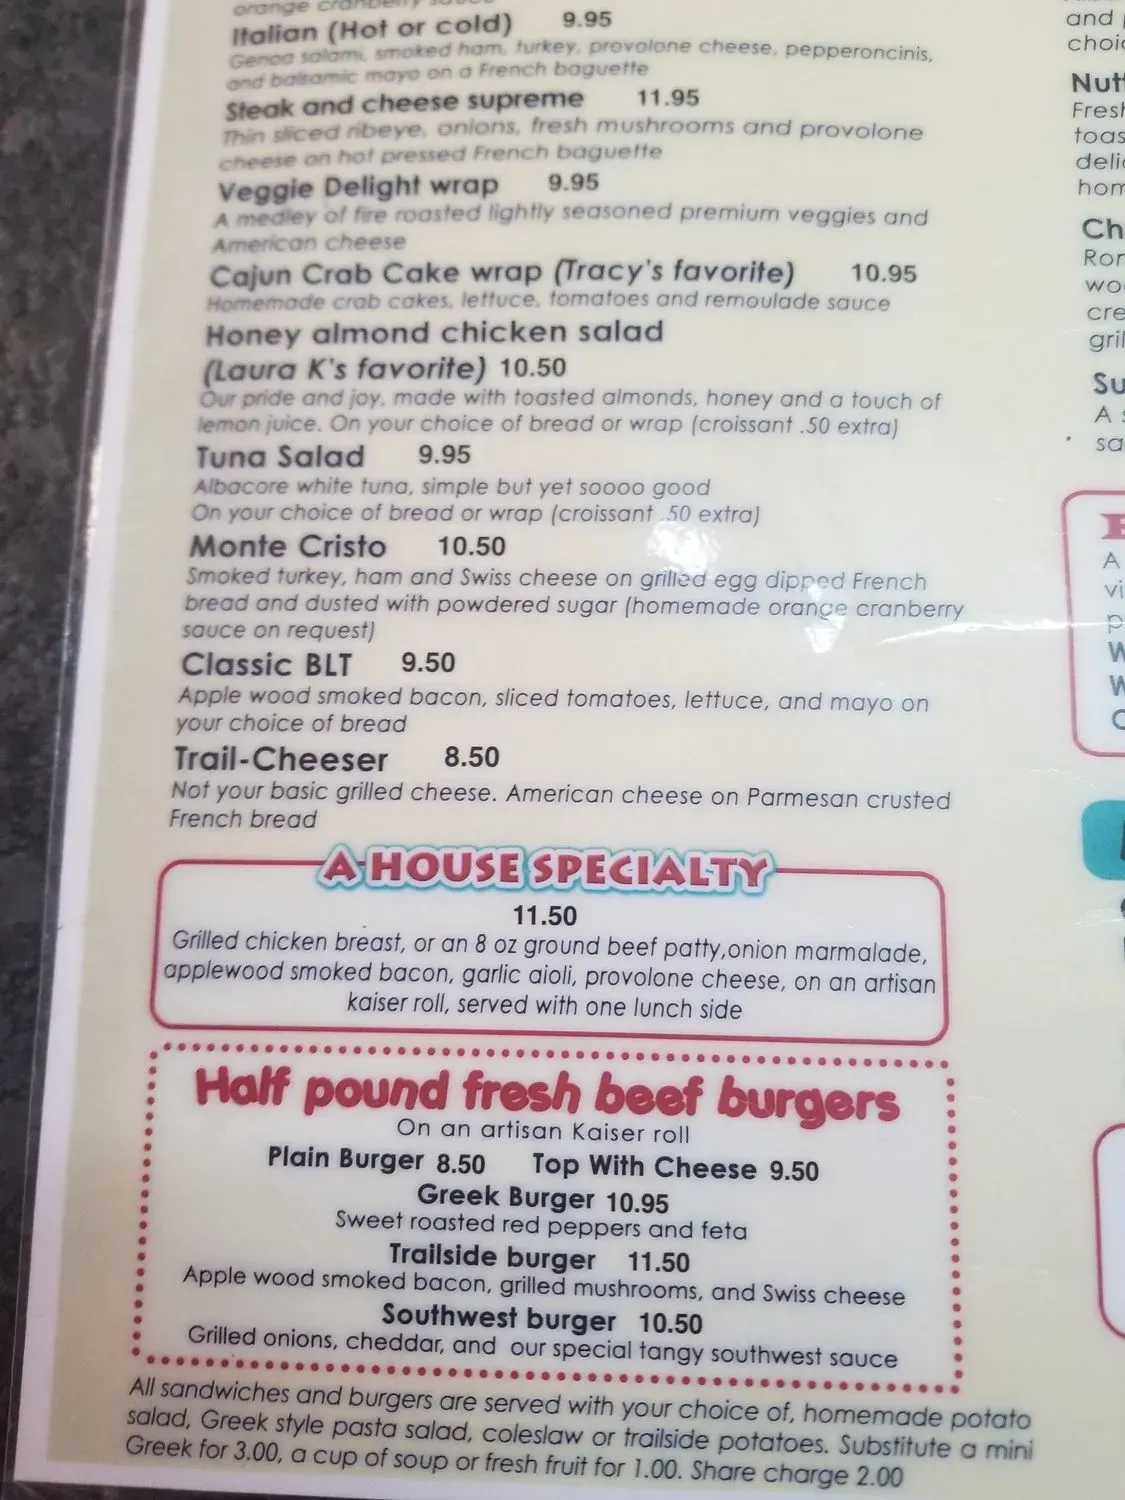 orange cranberry sauce
Italian (Hot or cold) 9.95
Genoa salami, smoked ham, turkey, provolone cheese, pepperoncinis,
and balsamic mayo on a French baguette
Steak and cheese supreme 11.95
Thin sliced ribeye, onions, fresh mushrooms and provolone
cheese on hot pressed French baguette
Veggie Delight wrap 9.95
A medley of fire roasted lightly seasoned premium veggies and
American cheese
Cajun Crab Cake wrap (Tracy's favorite) 10.95
Homemade crab cakes, lettuce, tomatoes and remoulade sauce
Honey almond chicken salad
(Laura K's favorite) 10.50
Our pride and joy, made with toasted almonds, honey and a touch of
lemon juice. On your choice of bread or wrap (croissant .50 extra)
Tuna Salad 9.95
Albacore white tuna, simple but yet soooo good
On your choice of bread or wrap (croissant .50 extra)
Monte Cristo 10.50
Smoked turkey, ham and Swiss cheese on grilled egg dipped French
bread and dusted with powdered sugar (homemade orange cranberry
sauce on request)
Classic BLT 9.50
Apple wood smoked bacon, sliced tomatoes, lettuce, and mayo on
your choice of bread
Trail-Cheeser 8.50
Not your basic grilled cheese. American cheese on Parmesan crusted
French bread
A HOUSE SPECIALTY
11.50
Grilled chicken breast, or an 8 oz ground beef patty,onion marmalade,
applewood smoked bacon, garlic aioli, provolone cheese, on an artisan
kaiser roll, served with one lunch side
Half pound fresh beef burgers
On an artisan Kaiser roll
Plain Burger 8.50 Top With Cheese 9.50
Greek Burger 10.95
Sweet roasted red peppers and feta
Trailside burger 11.50
Apple wood smoked bacon, grilled mushrooms, and Swiss cheese
Southwest burger 10.50
Grilled onions, cheddar, and our special tangy southwest sauce
All sandwiches and burgers are served with your choice of, homemade potato
salad, Greek style pasta salad, coleslaw or trailside potatoes. Substitute a mini
Greek for 3.00, a cup of soup or fresh fruit for 1.00. Share charge 2.00
and
A
A